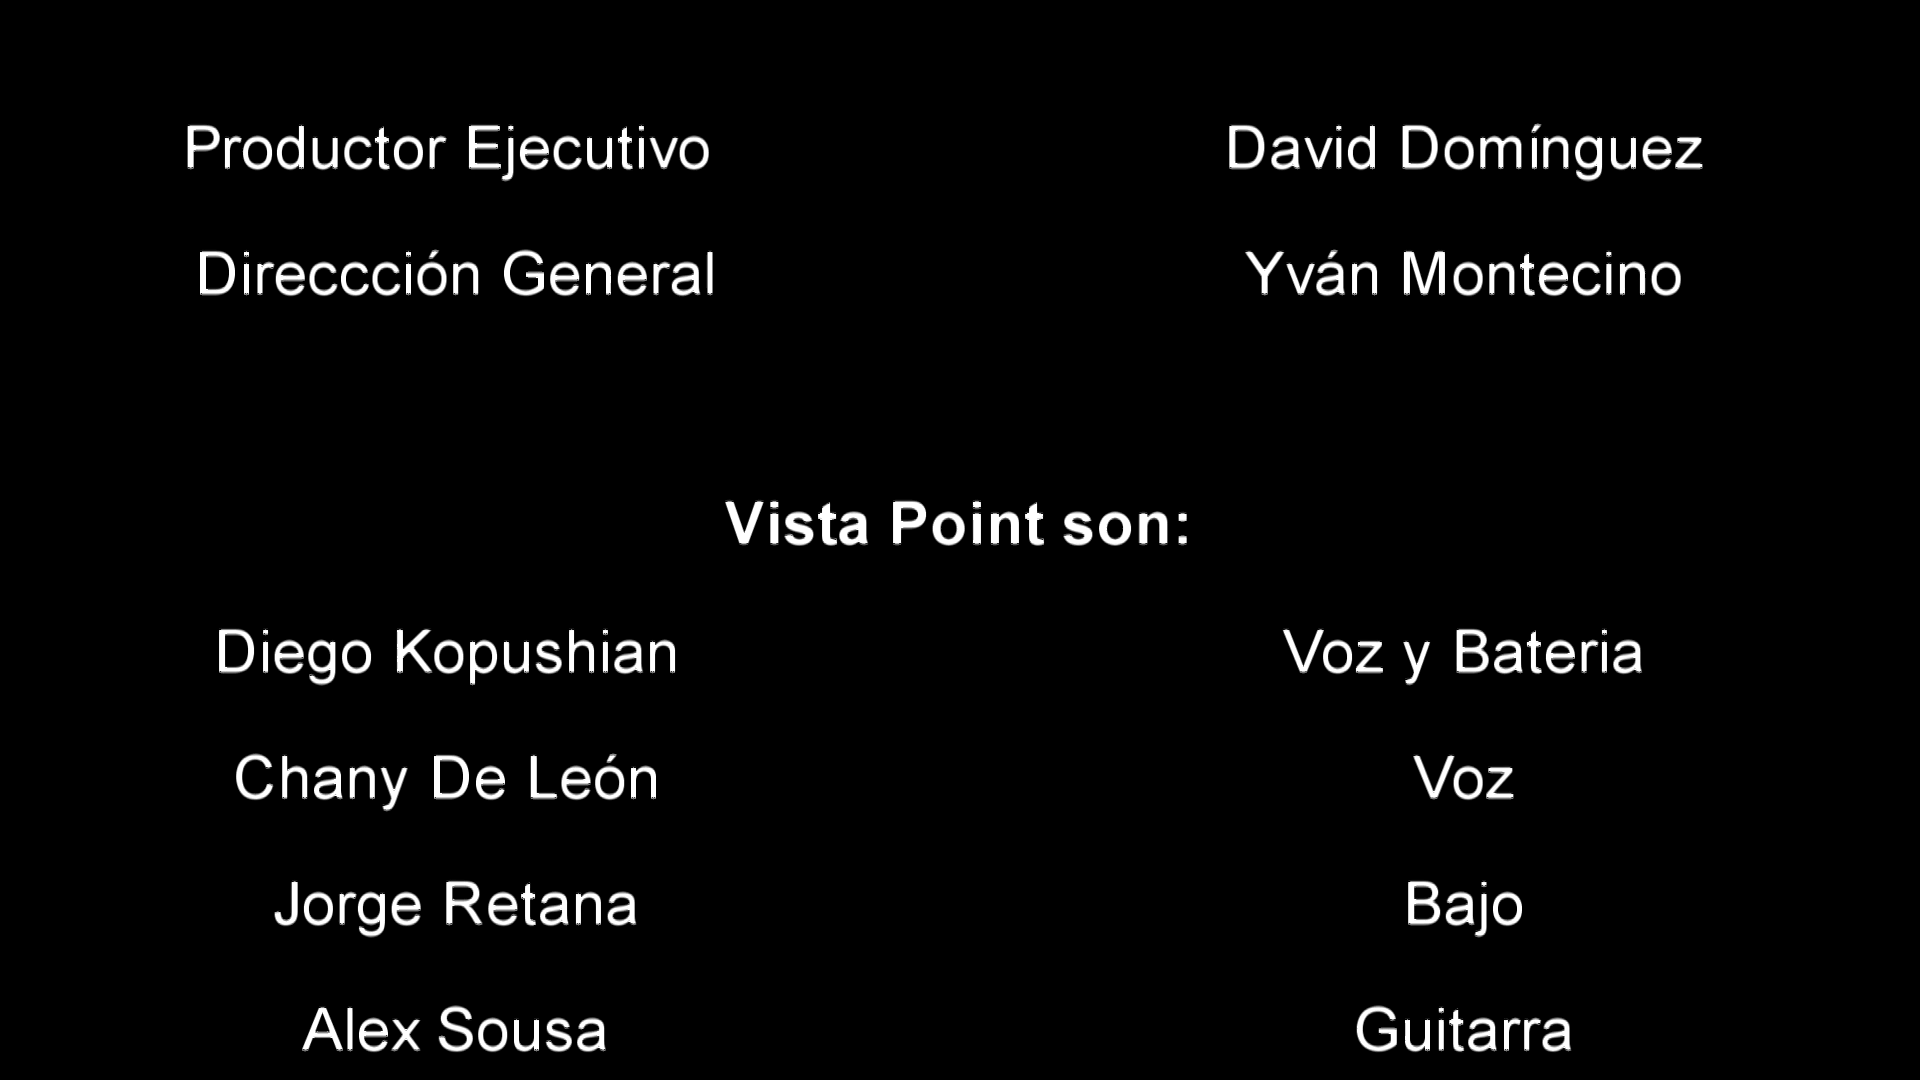 Productor Ejecutivo David Domínguez
Direccción General Yván Montecino
Vista Point son:
Diego Kopushian Voz y Bateria
Chany De León Voz
Jorge Retana Bajo
Alex Sousa Guitarra